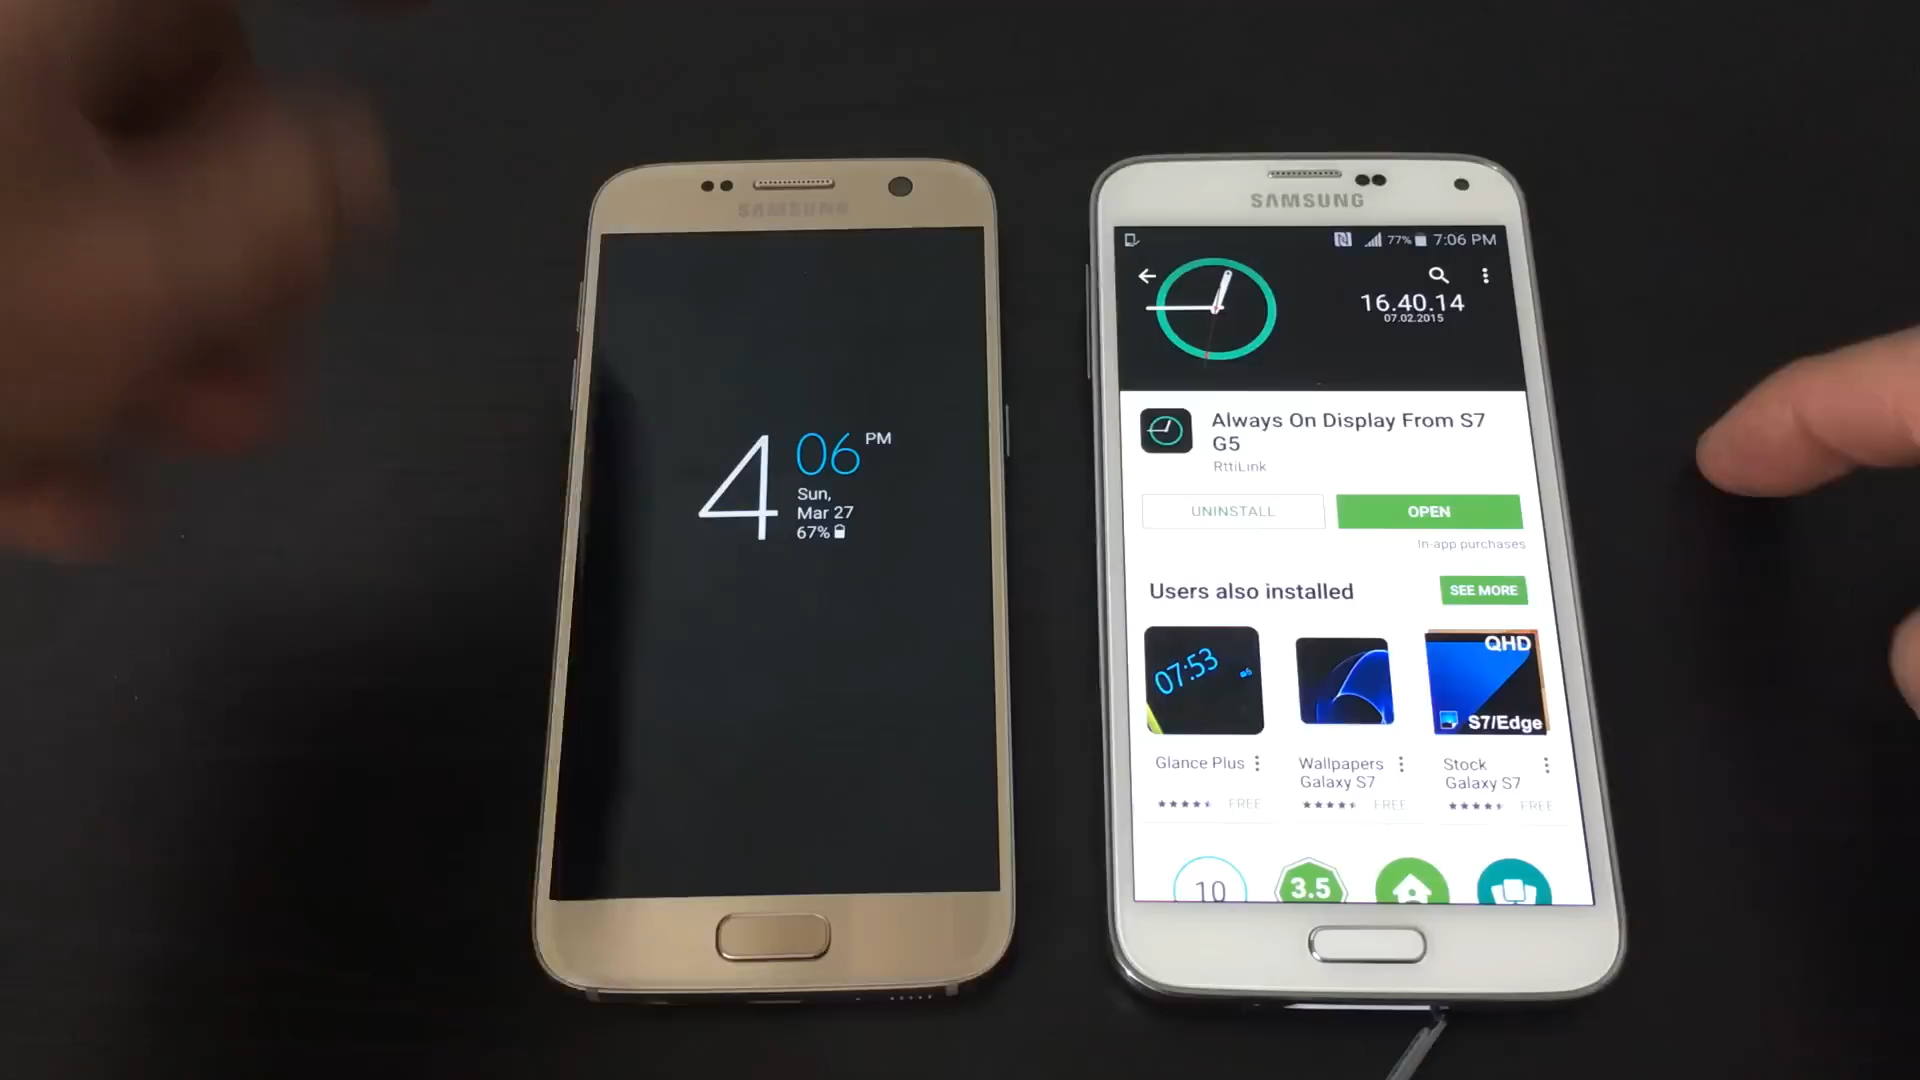 SAMSUNG
4 06 PM
Sun,
Mar 27
67%
SAMSUNG
77% 7:06 PM
16.40.14
07.02.2015
Always On Display From S7
G5
RttiLink
UNINSTALL
OPEN
In-app purchases
Users also installed
SEE MORE
07:53
QHD
S7/Edge
Glance Plus
Wallpapers
Galaxy S7
Stock
Galaxy S7
FREE
FREE
FREE
10
3.5